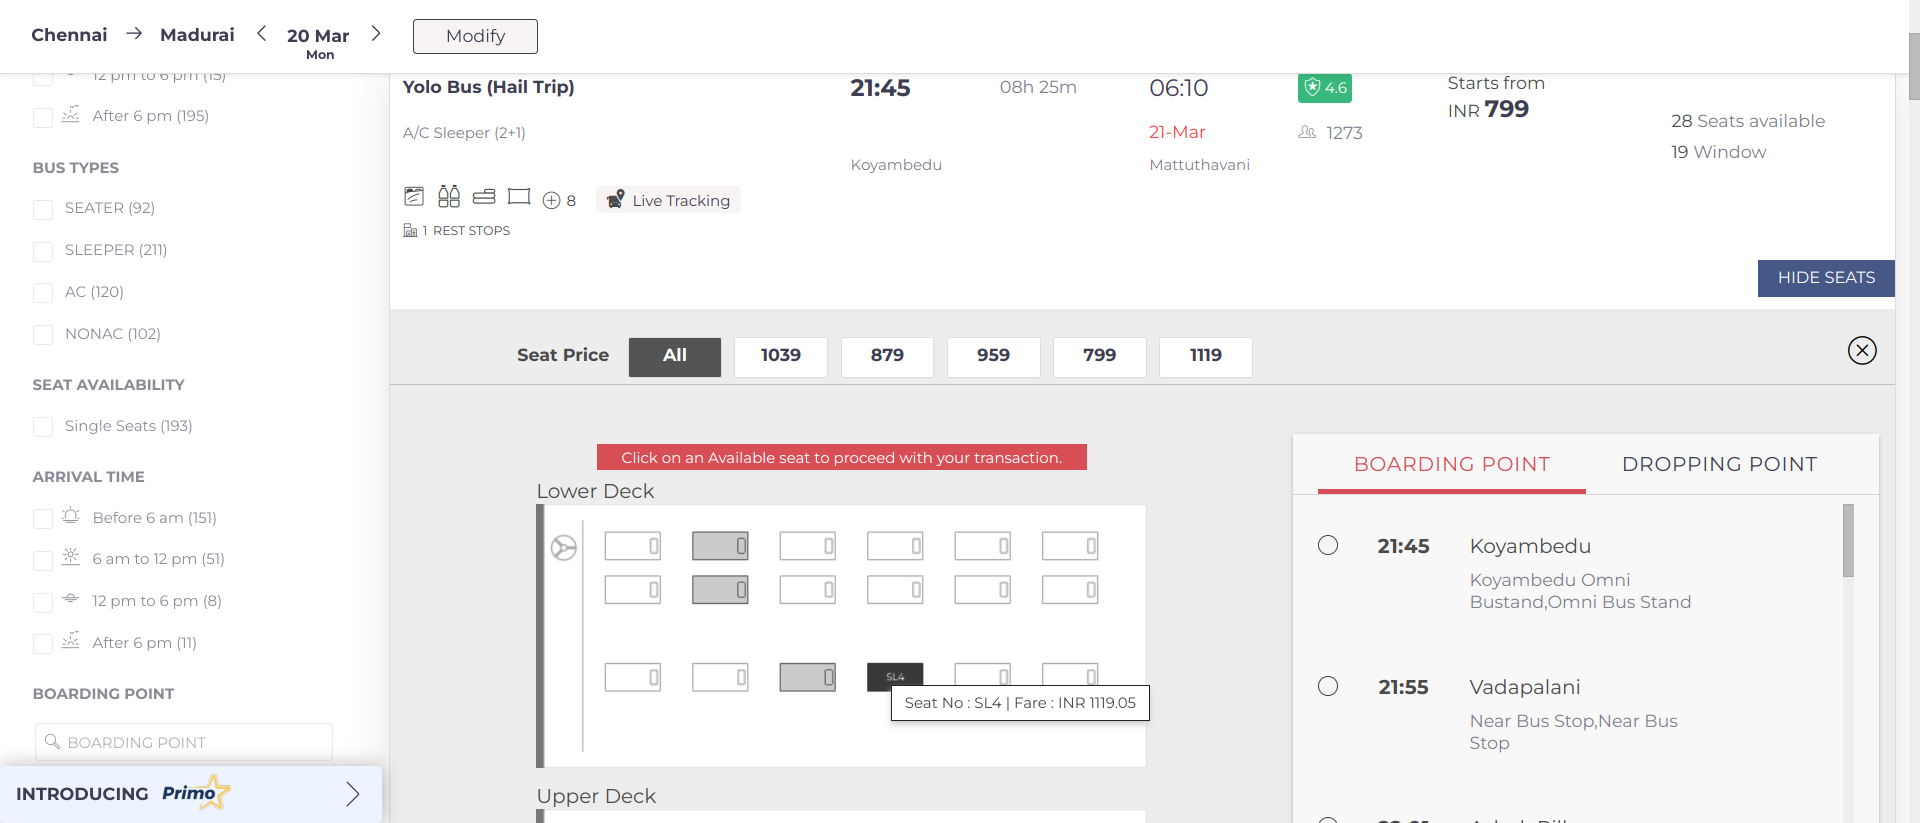 Chennai → Madurai < 20 Mar >
Mon
Modify
12 pm to 6 pm (15)
After 6 pm (195)
BUS TYPES
SEATER (92)
SLEEPER (211)
AC (120)
NONAC (102)
SEAT AVAILABILITY
Single Seats (193)
ARRIVAL TIME
Before 6 am (151)
6 am to 12 pm (51)
12 pm to 6 pm (8)
After 6 pm (11)
BOARDING POINT
BOARDING POINT
INTRODUCING Primo
Yolo Bus (Hail Trip)
A/C Sleeper (2+1)
21:45
Koyambedu
08h 25m
06:10
21-Mar
Mattuthavani
4.6
1273
Starts from
INR 799
28 Seats available
19 Window
8
Live Tracking
1 REST STOPS
HIDE SEATS
Seat Price All 1039 879 959 799 1119
Click on an Available seat to proceed with your transaction.
Lower Deck
SL4
Seat No : SL4 | Fare : INR 1119.05
Upper Deck
BOARDING POINT DROPPING POINT
21:45 Koyambedu
Koyambedu Omni
Bustand,Omni Bus Stand
21:55 Vadapalani
Near Bus Stop,Near Bus
Stop